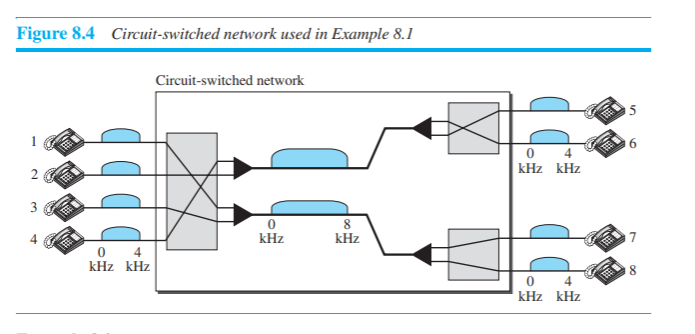 Figure 8.4 Circuit-switched network used in Example 8.1
Circuit-switched network
1
2
3
4
0 4
kHz kHz
0 8
kHz kHz
5
6
0 4
kHz kHz
7
8
0 4
kHz kHz